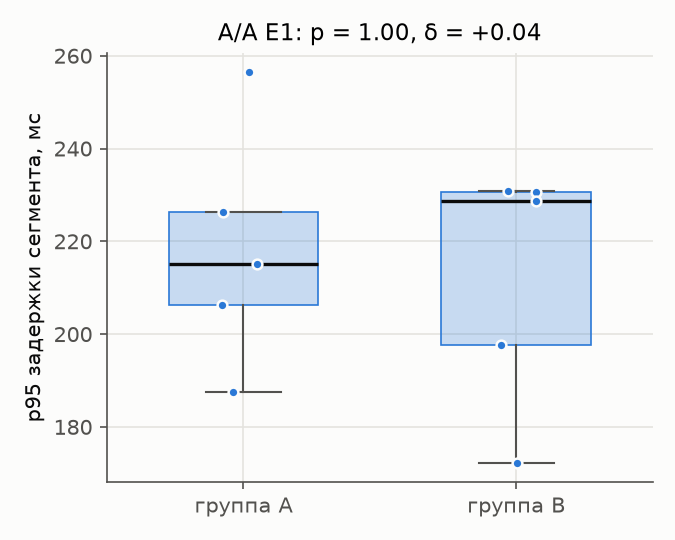 A/A E1: p = 1.00, δ = +0.04
p95 задержки сегмента, мс
260
240
220
200
180
группа A
группа B